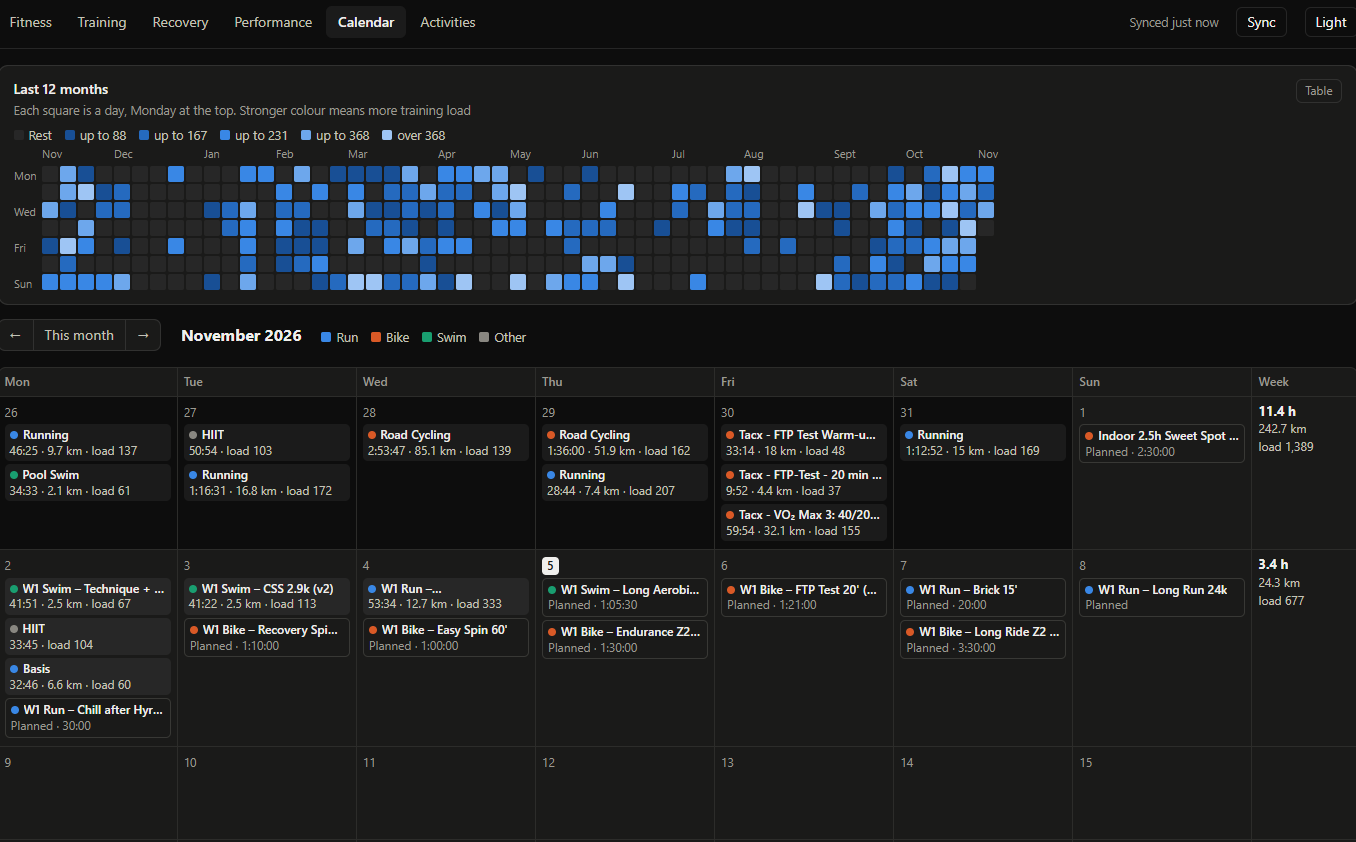 Fitness Training Recovery Performance Calendar Activities Synced just now Sync Light
Last 12 months Table
Each square is a day, Monday at the top. Stronger colour means more training load
Rest up to 88 up to 167 up to 231 up to 368 over 368
Nov Dec Jan Feb Mar Apr May Jun Jul Aug Sept Oct Nov
Mon
Wed
Fri
Sun
← This month → November 2026 Run Bike Swim Other
Mon Tue Wed Thu Fri Sat Sun Week
26
Running
46:25 · 9.7 km · load 137
Pool Swim
34:33 · 2.1 km · load 61
27
HIIT
50:54 · load 103
Running
1:16:31 · 16.8 km · load 172
28
Road Cycling
2:53:47 · 85.1 km · load 139
29
Road Cycling
1:36:00 · 51.9 km · load 162
Running
28:44 · 7.4 km · load 207
30
Tacx - FTP Test Warm-u...
33:14 · 18 km · load 48
Tacx - FTP-Test - 20 min ...
9:52 · 4.4 km · load 37
Tacx - VO₂ Max 3: 40/20...
59:54 · 32.1 km · load 155
31
Running
1:12:52 · 15 km · load 169
1
Indoor 2.5h Sweet Spot ...
Planned · 2:30:00
11.4 h
242.7 km
load 1,389
2
W1 Swim – Technique + ...
41:51 · 2.5 km · load 67
HIIT
33:45 · load 104
Basis
32:46 · 6.6 km · load 60
W1 Run – Chill after Hyr...
Planned · 30:00
3
W1 Swim – CSS 2.9k (v2)
41:22 · 2.5 km · load 113
W1 Bike – Recovery Spi...
Planned · 1:10:00
4
W1 Run –...
53:34 · 12.7 km · load 333
W1 Bike – Easy Spin 60'
Planned · 1:00:00
5
W1 Swim – Long Aerobi...
Planned · 1:05:30
W1 Bike – Endurance Z2...
Planned · 1:30:00
6
W1 Bike – FTP Test 20' (...
Planned · 1:21:00
7
W1 Run – Brick 15'
Planned · 20:00
W1 Bike – Long Ride Z2 ...
Planned · 3:30:00
8
W1 Run – Long Run 24k
Planned
3.4 h
24.3 km
load 677
9 10 11 12 13 14 15